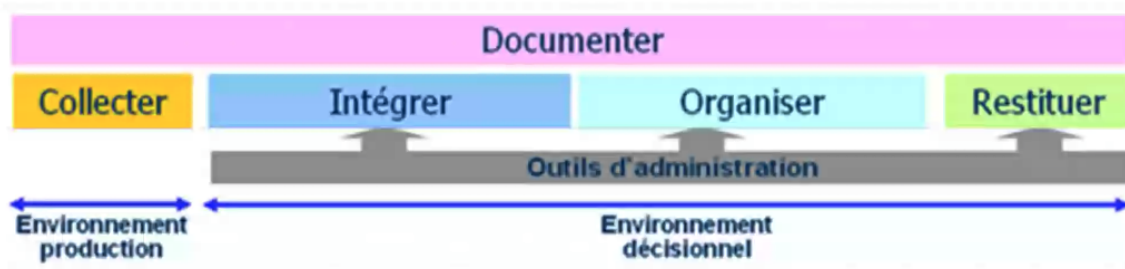 Documenter
Collecter
Intégrer
Organiser
Restituer
Outils d'administration
Environnement
production
Environnement
décisionnel